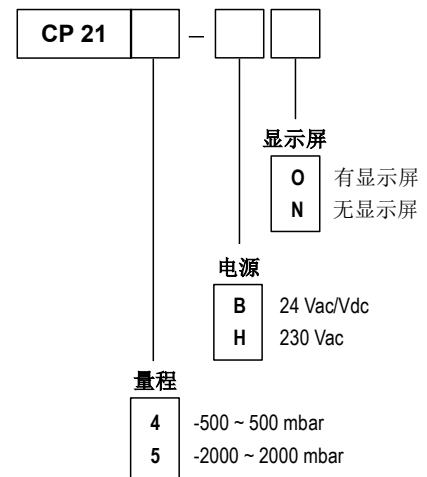 CP 21 –
显示屏
O 有显示屏
N 无显示屏
电源
B 24 Vac/Vdc
H 230 Vac
量程
4 -500 ~ 500 mbar
5 -2000 ~ 2000 mbar